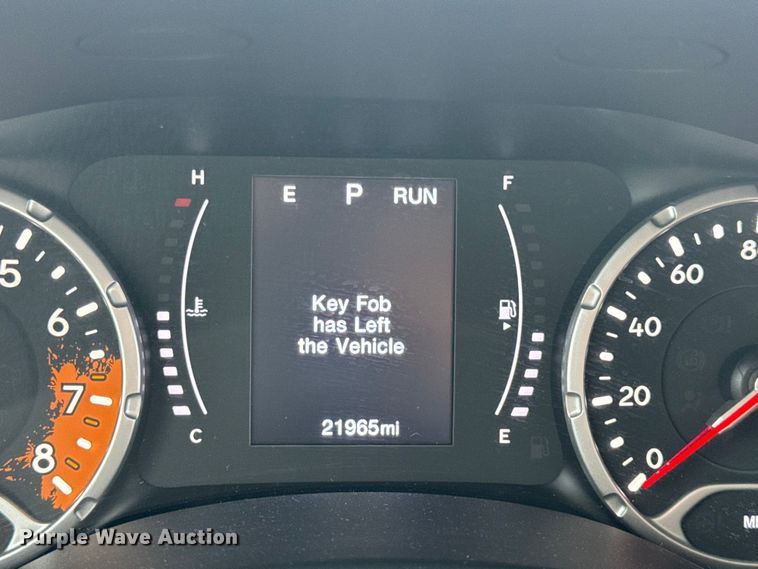 H
E P RUN
F
5
6
7
8
Key Fob
has Left
the Vehicle
21965mi
C
E
0
20
40
60
80
Purple Wave Auction